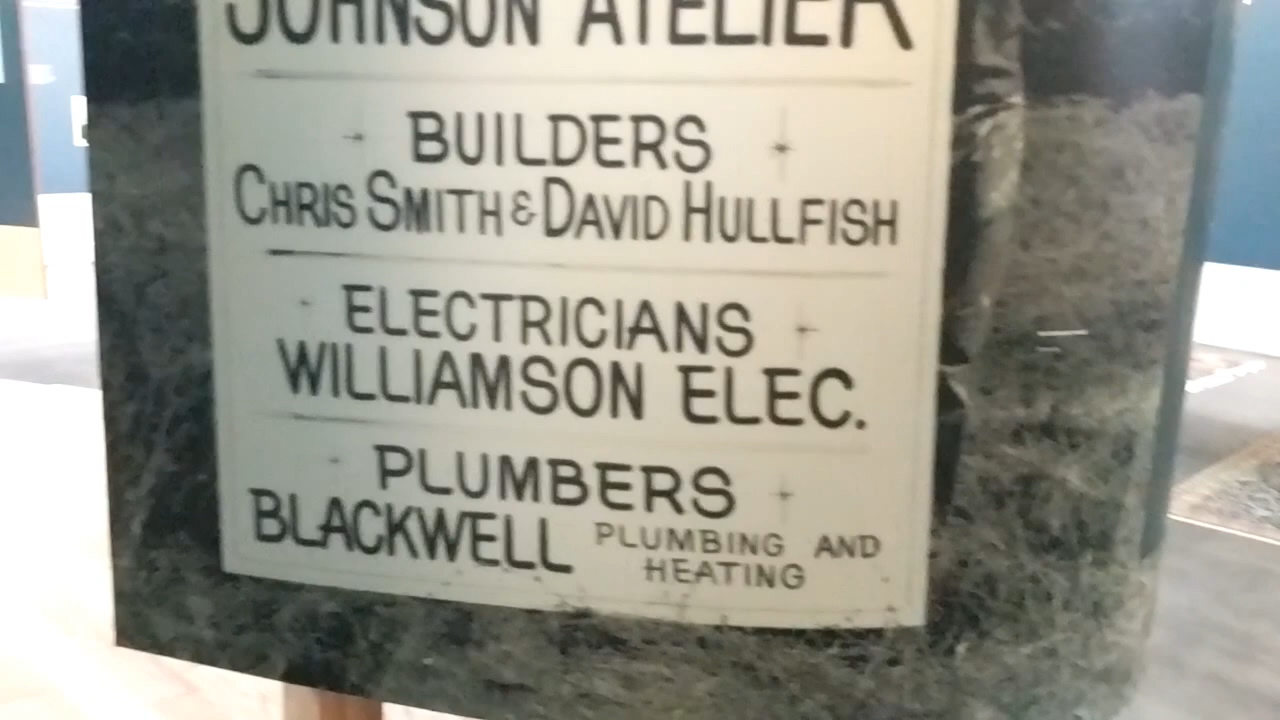 JOHNSON ATELIER
BUILDERS
CHRIS SMITH & DAVID HULLFISH
ELECTRICIANS
WILLIAMSON ELEC.
PLUMBERS
BLACKWELL PLUMBING AND
HEATING